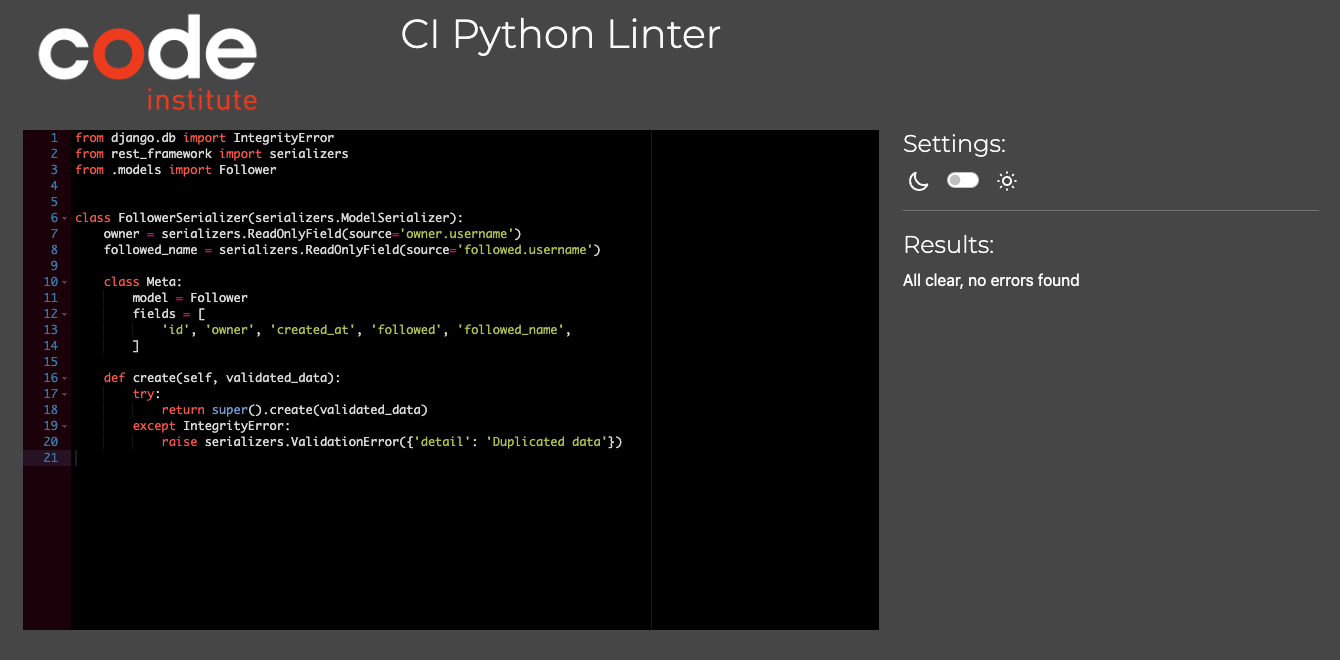 code
institute
CI Python Linter
1 from django.db import IntegrityError
2 from rest_framework import serializers
3 from .models import Follower
4
5
6 class FollowerSerializer(serializers.ModelSerializer):
7     owner = serializers.ReadOnlyField(source='owner.username')
8     followed_name = serializers.ReadOnlyField(source='followed.username')
9
10     class Meta:
11         model = Follower
12         fields = [
13             'id', 'owner', 'created_at', 'followed', 'followed_name',
14         ]
15
16     def create(self, validated_data):
17         try:
18             return super().create(validated_data)
19         except IntegrityError:
20             raise serializers.ValidationError({'detail': 'Duplicated data'})
21
Settings:
Results:
All clear, no errors found